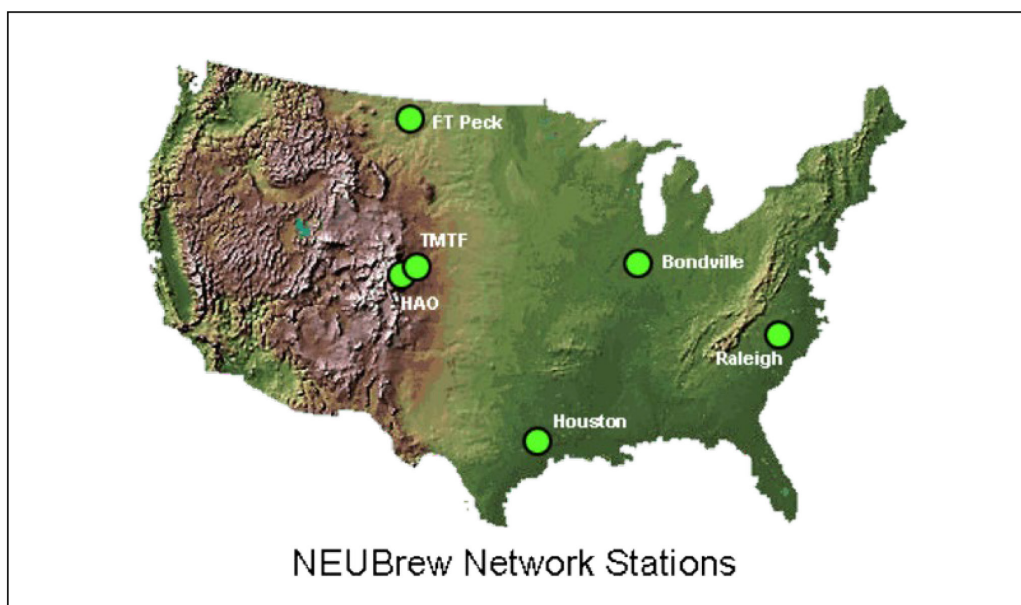 FT Peck
TMTF
HAO
Bondville
Raleigh
Houston
NEUBrew Network Stations